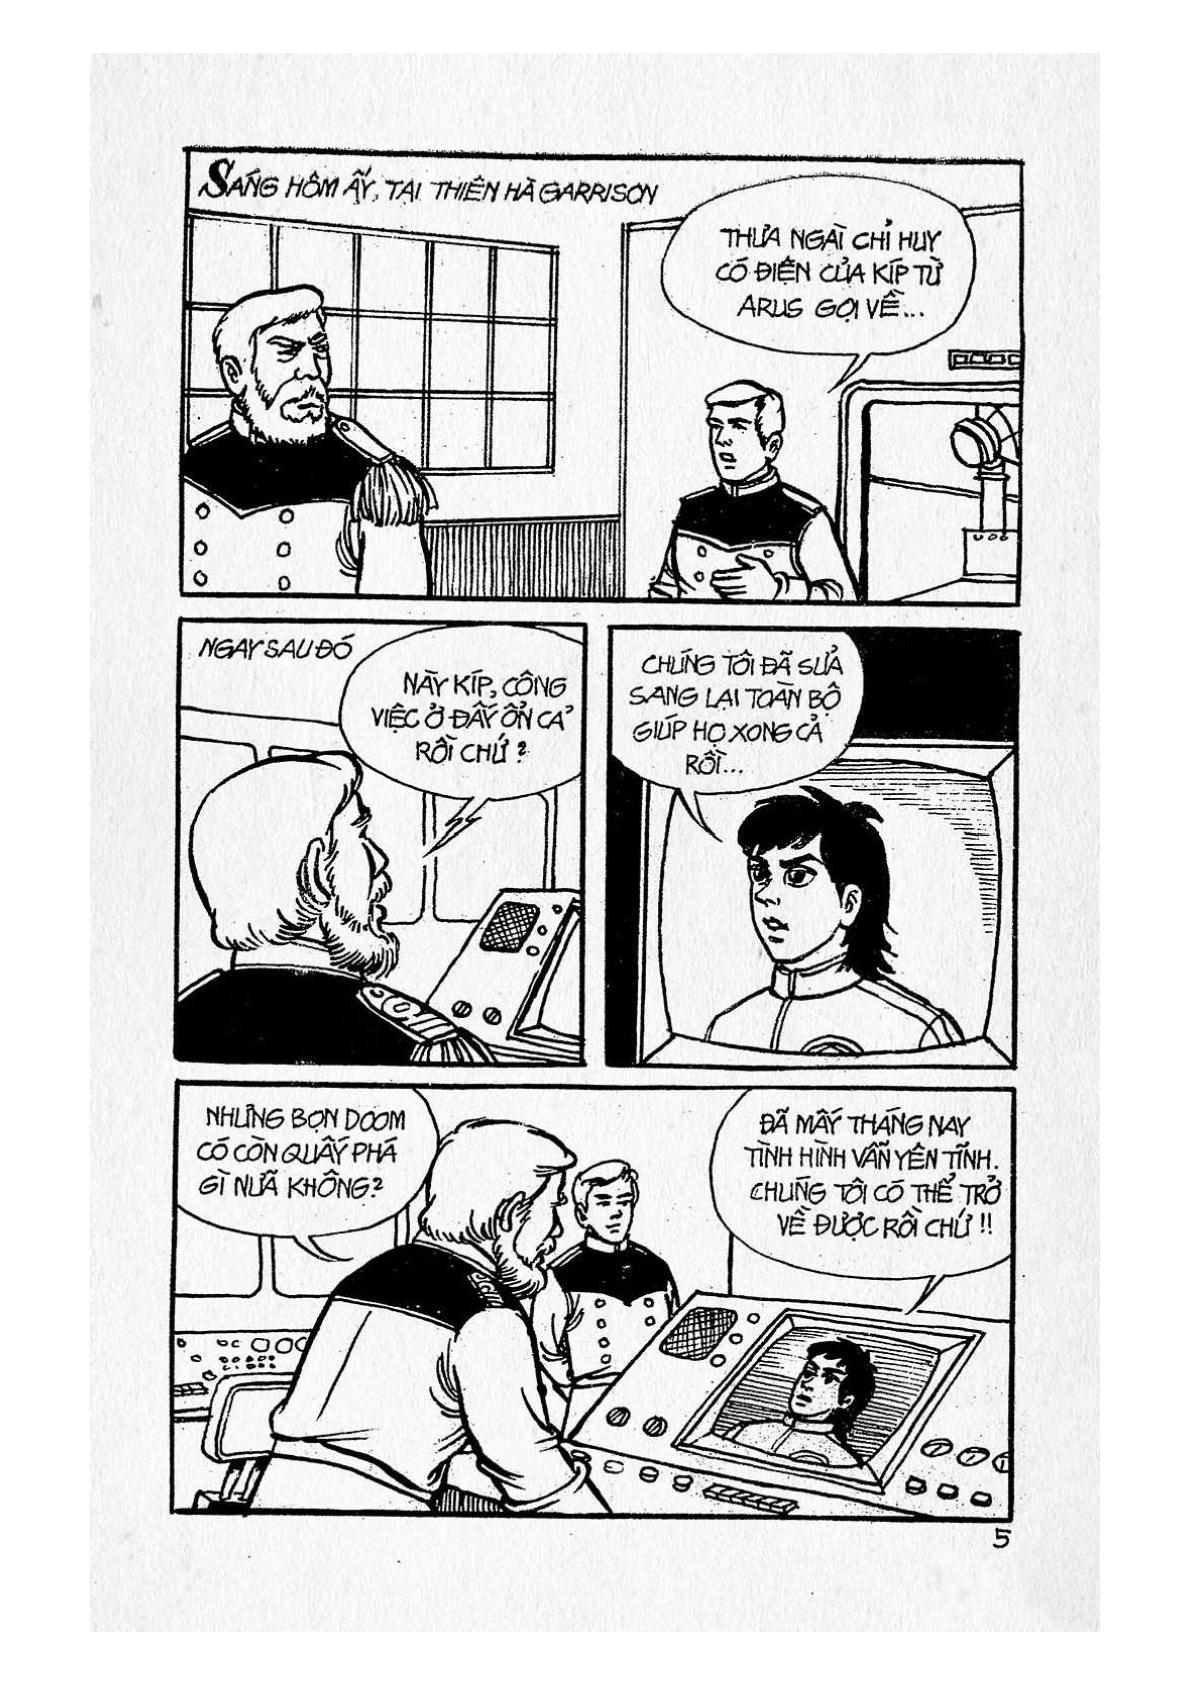 SÁNG HÔM ẤY, TẠI THIÊN HÀ GARRISON
THƯA NGÀI CHỈ HUY
CÓ ĐIỆN CỦA KÍP TỪ
ARUS GỌI VỀ...
NGAY SAU ĐÓ
NÀY KÍP, CÔNG
VIỆC Ở ĐẤY ỔN CẢ
RỒI CHỨ?
CHÚNG TÔI ĐÃ SỬA
SANG LẠI TOÀN BỘ
GIÚP HỌ XONG CẢ
RỒI...
NHƯNG BỌN DOOM
CÓ CÒN QUẤY PHÁ
GÌ NỮA KHÔNG?
ĐÃ MẤY THÁNG NAY
TÌNH HÌNH VẪN YÊN TĨNH.
CHÚNG TÔI CÓ THỂ TRỞ
VỀ ĐƯỢC RỒI CHỨ!!
5